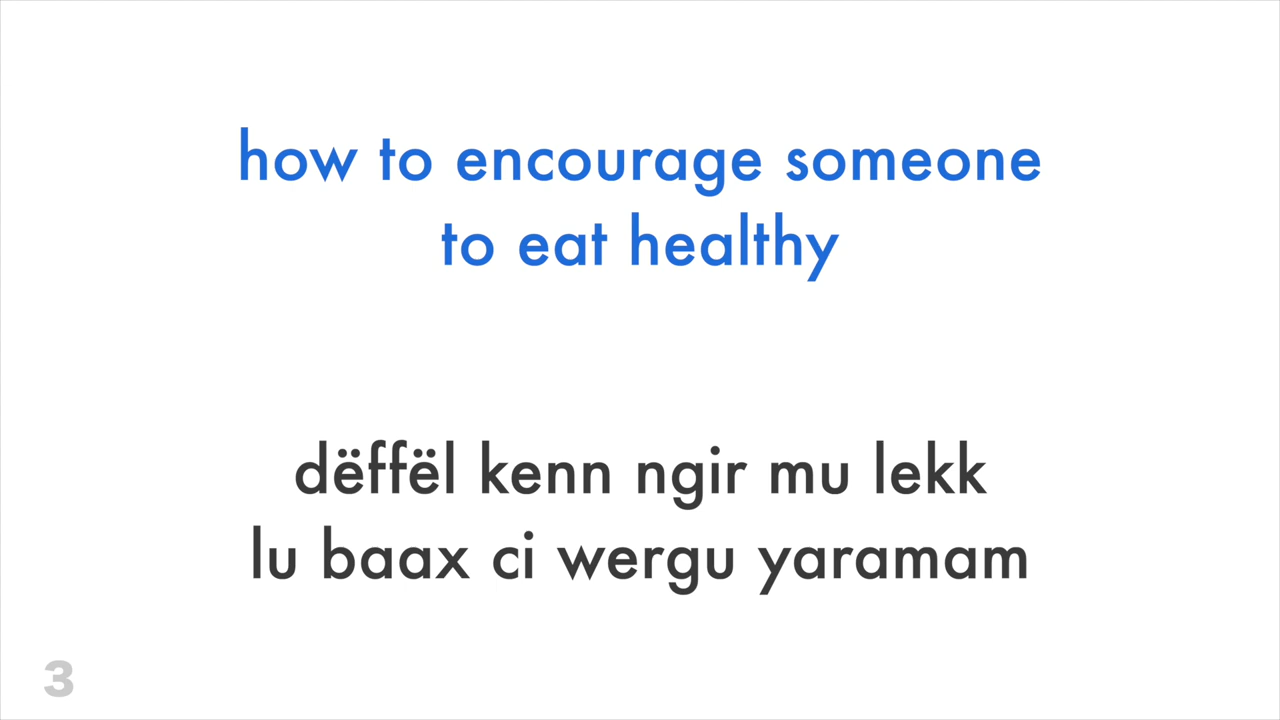 how to encourage someone
to eat healthy
dëffël kenn ngir mu lekk
lu baax ci wergu yaramam
3